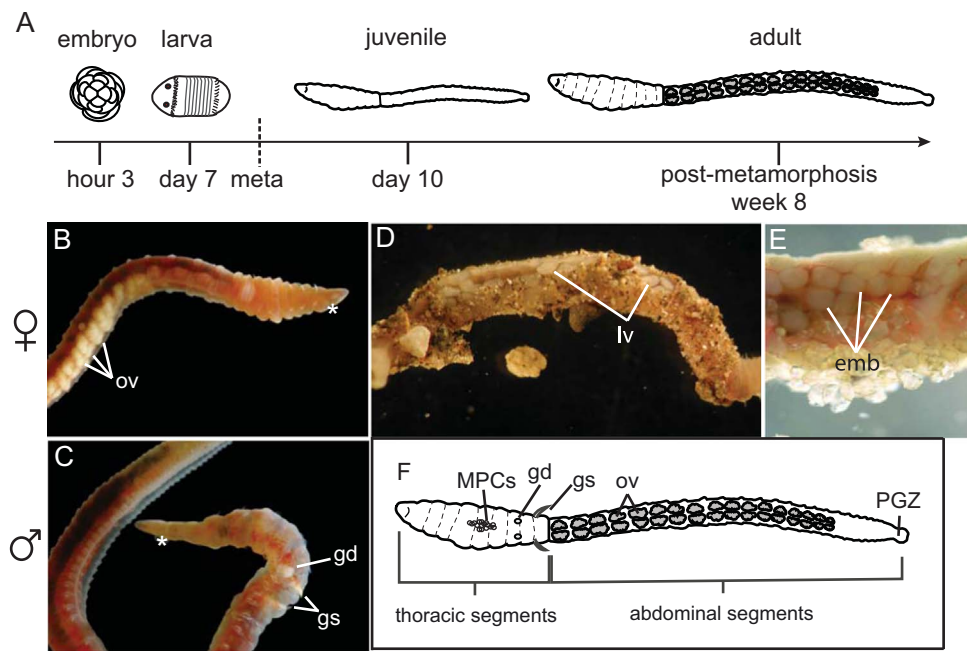 A
embryo larva juvenile adult
hour 3 day 7 meta day 10 post-metamorphosis
week 8
B
*
ov
♀
D
lv
E
emb
C
*
gd
gs
♂
F
MPCs gd gs ov PGZ
thoracic segments abdominal segments